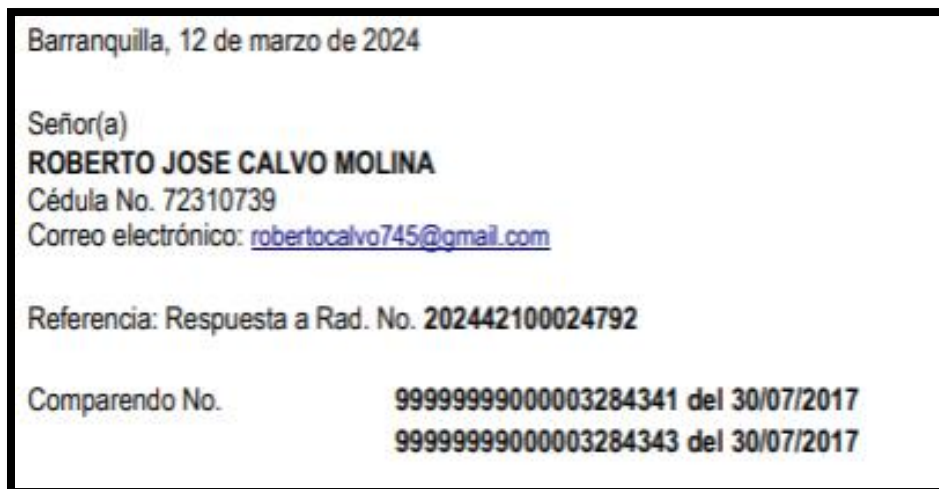 Barranquilla, 12 de marzo de 2024
Señor(a)
ROBERTO JOSE CALVO MOLINA
Cédula No. 72310739
Correo electrónico: robertocalvo745@gmail.com
Referencia: Respuesta a Rad. No. 202442100024792
Comparendo No. 99999999000003284341 del 30/07/2017
99999999000003284343 del 30/07/2017